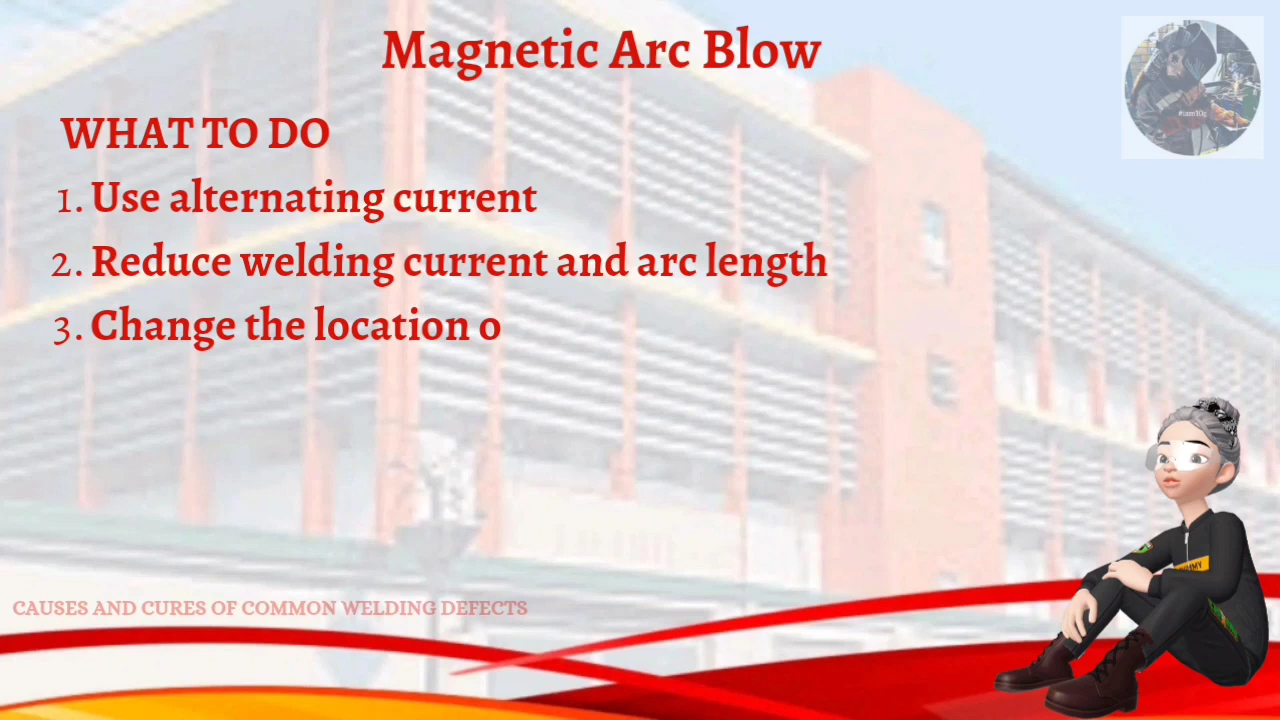 Magnetic Arc Blow
WHAT TO DO
1. Use alternating current
2. Reduce welding current and arc length
3. Change the location o
CAUSES AND CURES OF COMMON WELDING DEFECTS